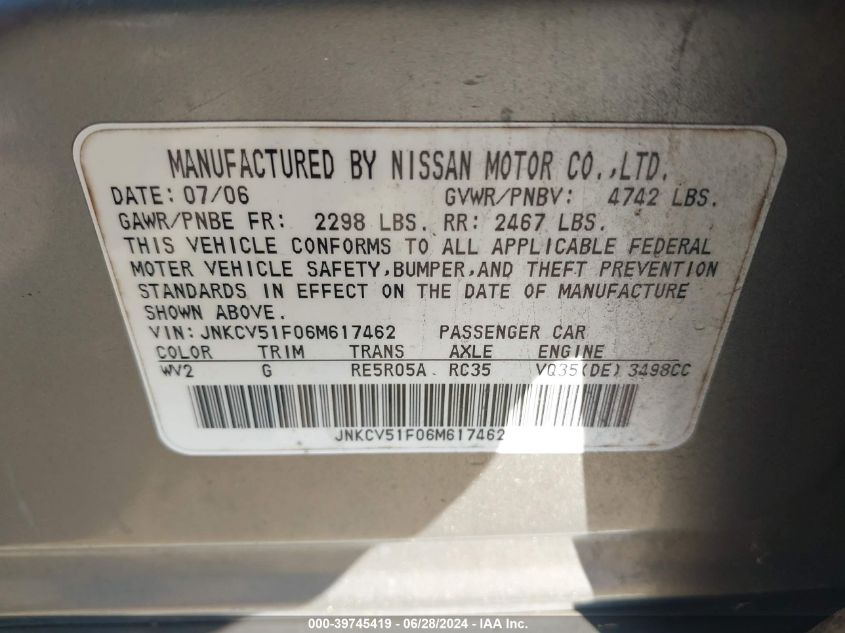 MANUFACTURED BY NISSAN MOTOR CO.,LTD.
DATE: 07/06 GVWR/PNBV: 4742 LBS.
GAWR/PNBE FR: 2298 LBS. RR: 2467 LBS.
THIS VEHICLE CONFORMS TO ALL APPLICABLE FEDERAL
MOTER VEHICLE SAFETY,BUMPER,AND THEFT PREVENTION
STANDARDS IN EFFECT ON THE DATE OF MANUFACTURE
SHOWN ABOVE.
VIN:JNKCV51F06M617462 PASSENGER CAR
COLOR TRIM TRANS AXLE ENGINE
WV2 G RE5R05A RC35 VQ35(DE) 3498CC
JNKCV51F06M617462
000-39745419 - 06/28/2024 - IAA Inc.